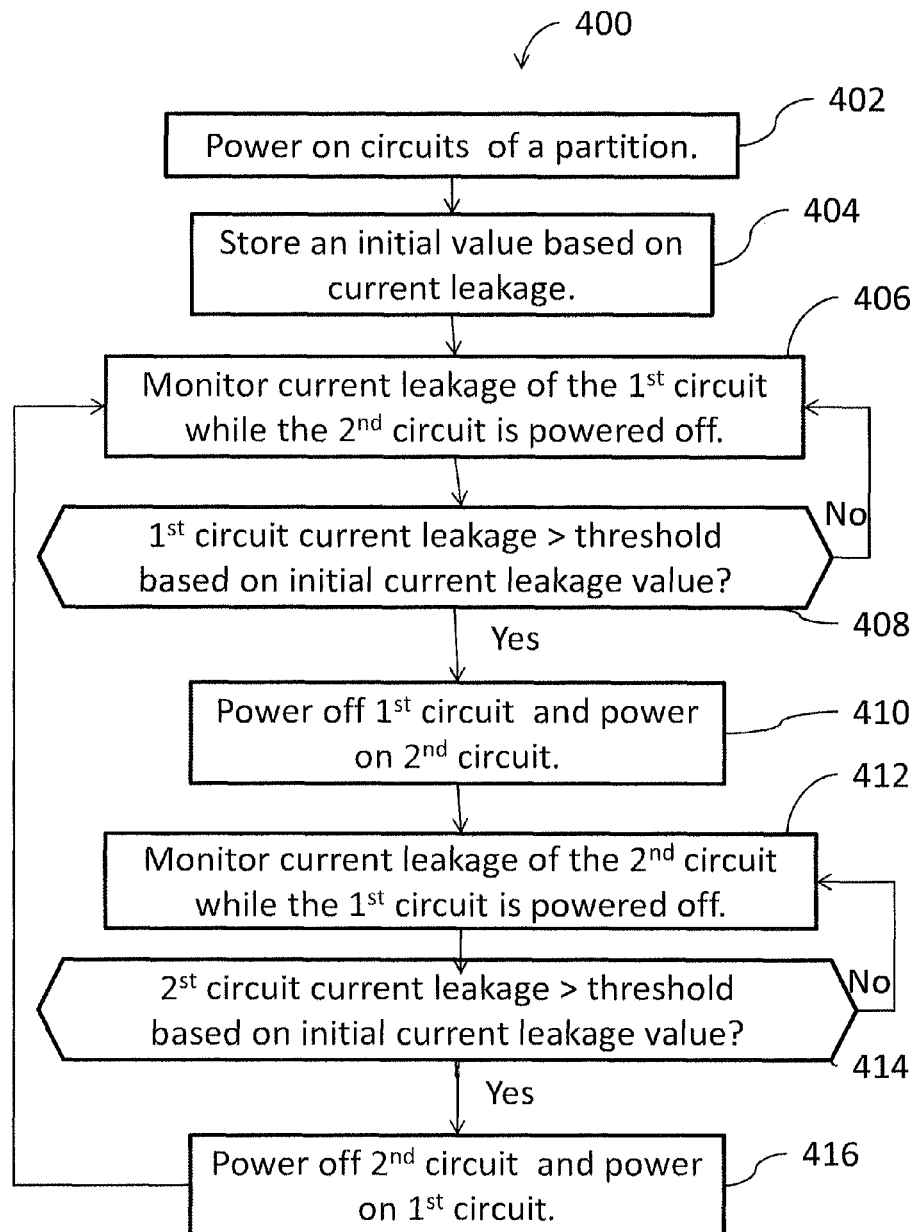 400
402
Power on circuits of a partition.
404
Store an initial value based on
current leakage.
406
Monitor current leakage of the 1st circuit
while the 2nd circuit is powered off.
No
1st circuit current leakage > threshold
based on initial current leakage value?
408
Yes
Power off 1st circuit and power
on 2nd circuit.
410
412
Monitor current leakage of the 2nd circuit
while the 1st circuit is powered off.
No
2st circuit current leakage > threshold
based on initial current leakage value?
414
Yes
Power off 2nd circuit and power
on 1st circuit.
416